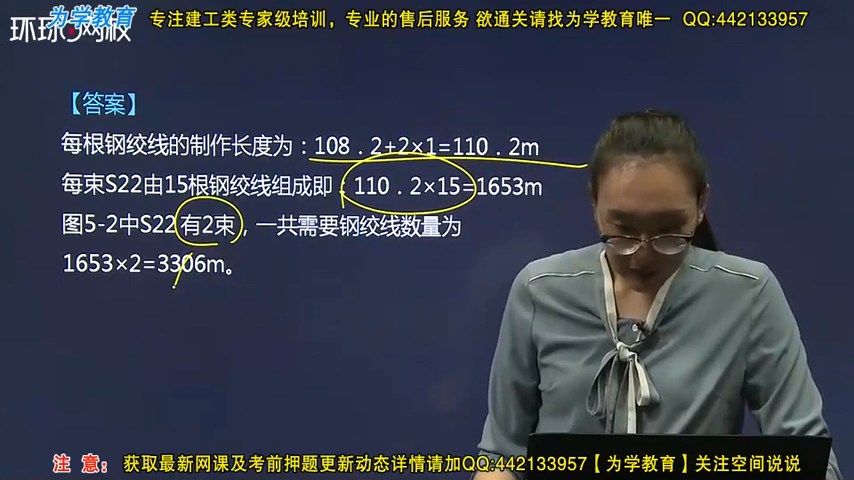 为学教育
环球网校
专注建工类专家级培训，专业的售后服务 欲通关请找为学教育唯一 QQ:442133957
【答案】
每根钢绞线的制作长度为：108．2+2×1=110．2m
每束S22由15根钢绞线组成即：110．2×15=1653m
图5-2中S22有2束，一共需要钢绞线数量为
1653×2=3306m。
注 意： 获取最新网课及考前押题更新动态详情请加QQ:442133957【为学教育】关注空间说说